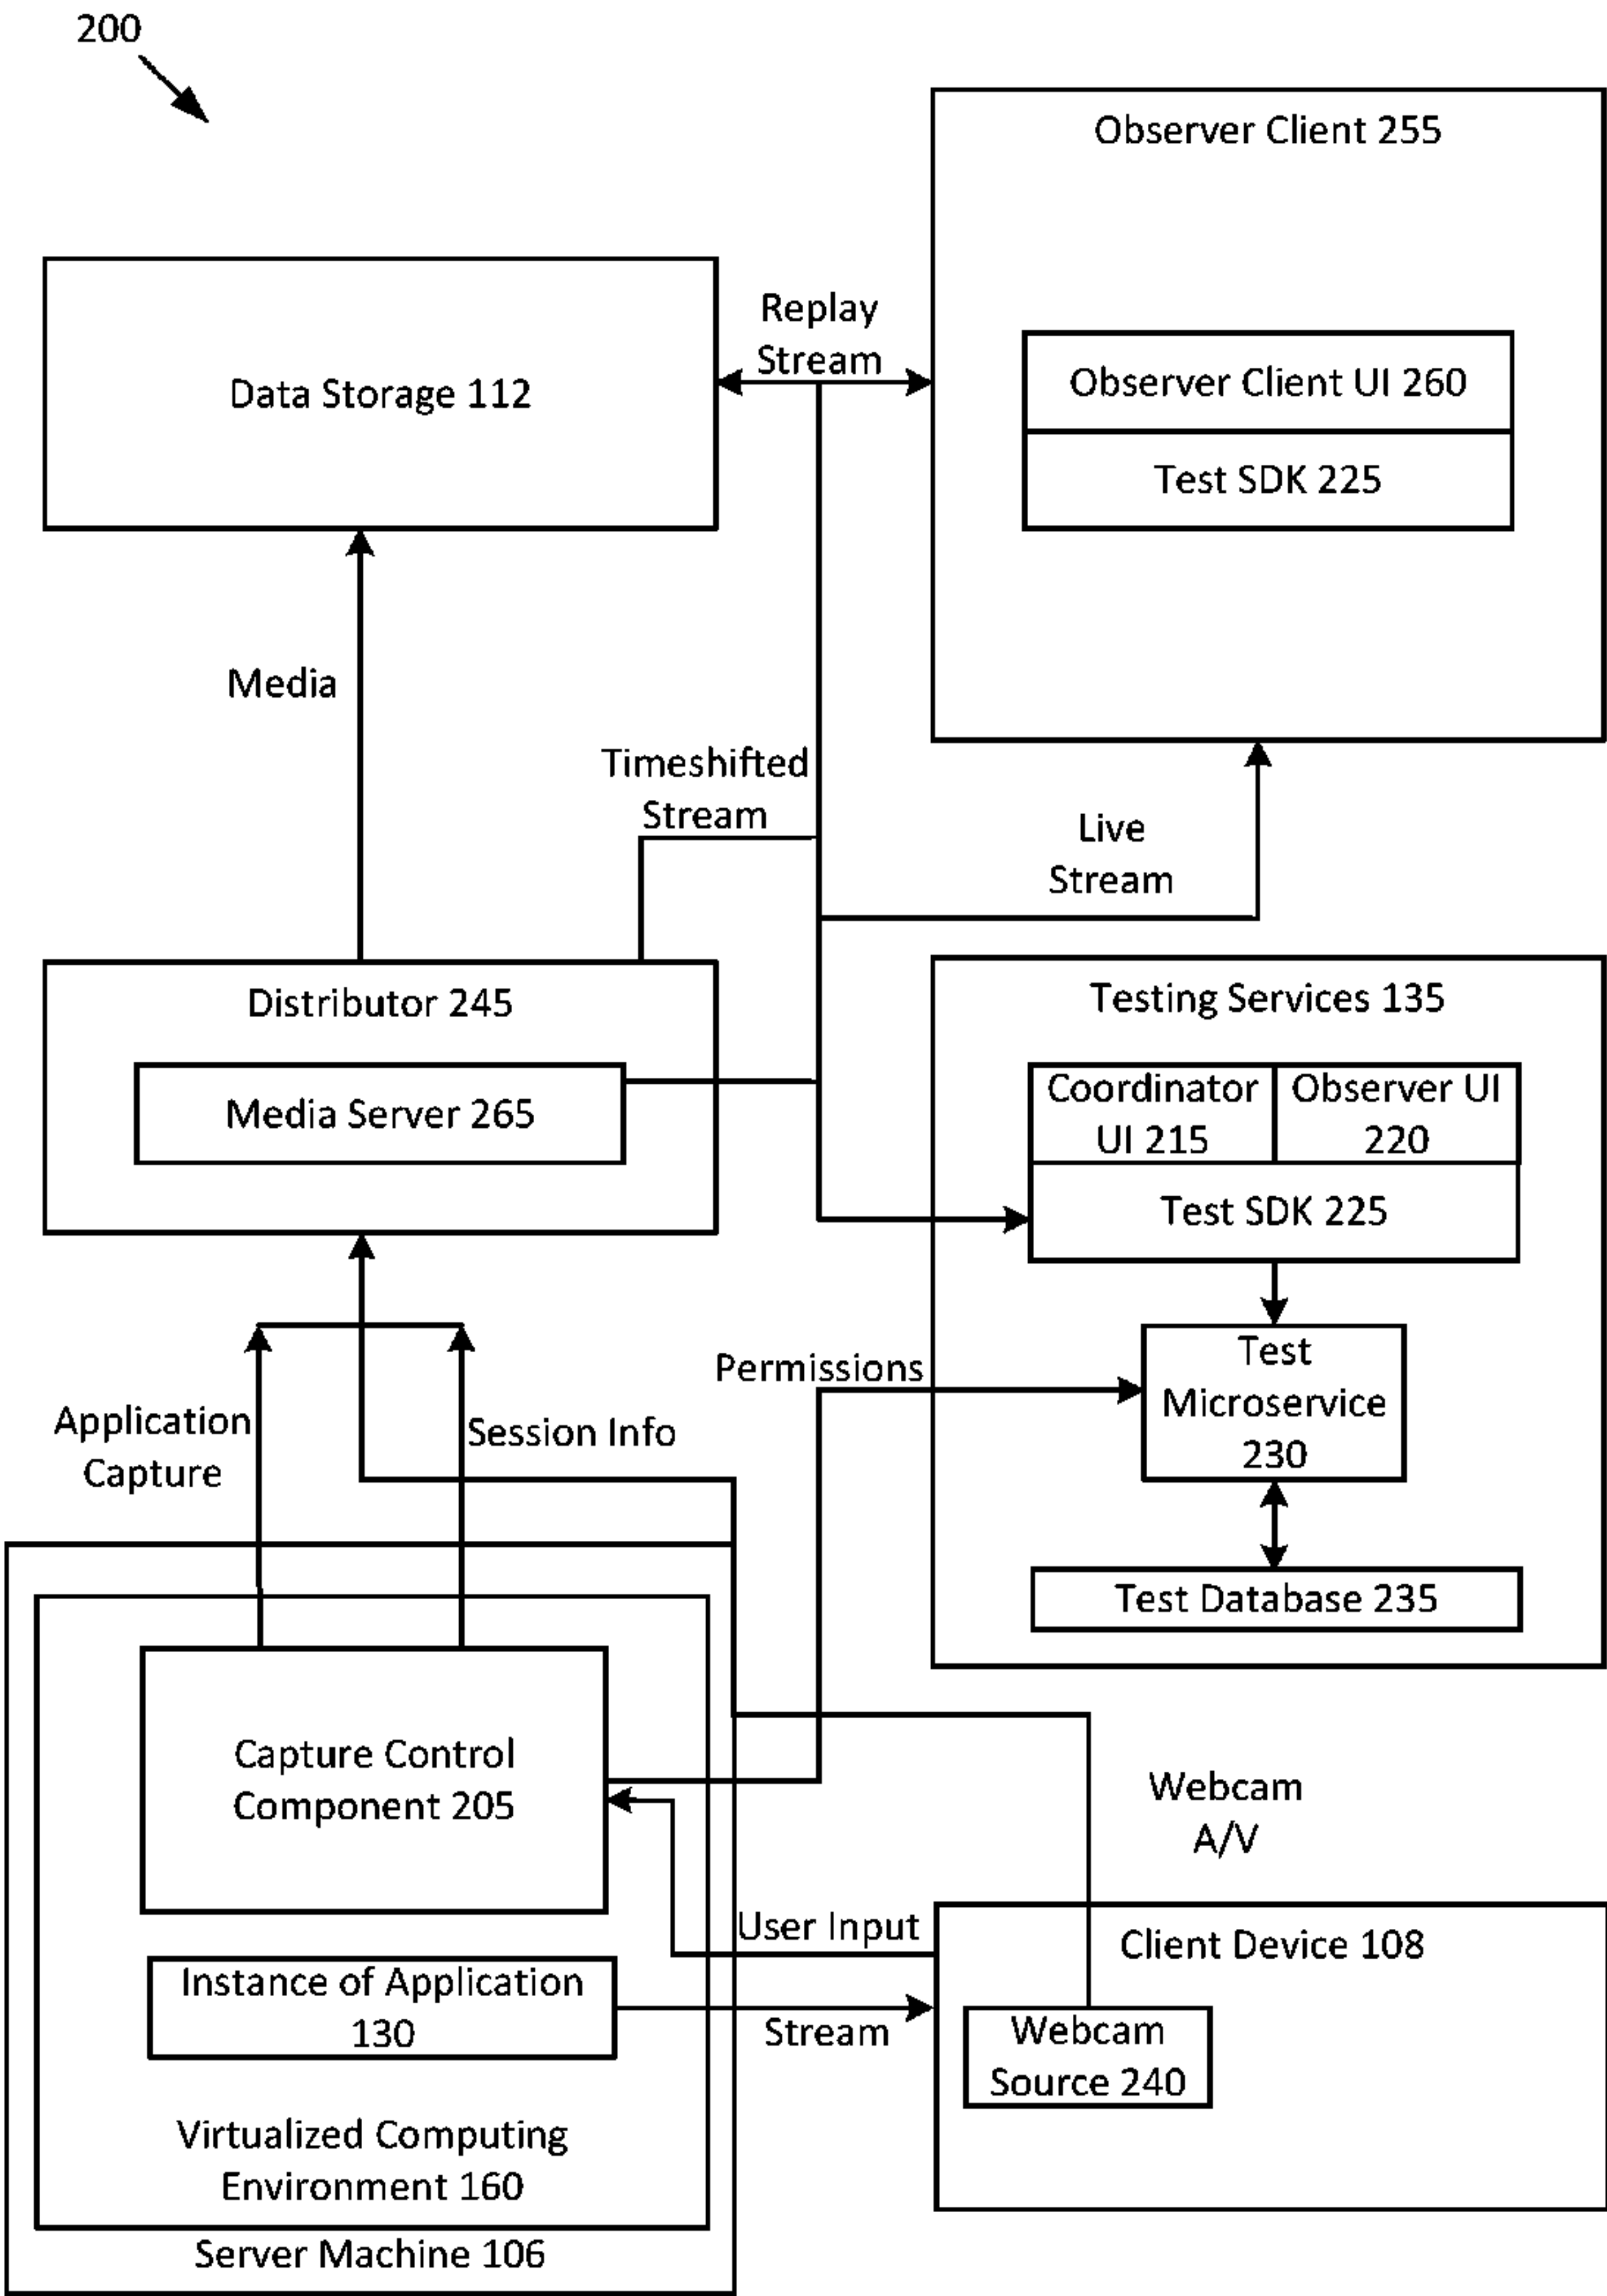 200
Observer Client 255
Replay
Stream
Data Storage 112
Observer Client UI 260
Test SDK 225
Media
Timeshifted
Stream
Live
Stream
Distributor 245
Media Server 265
Testing Services 135
Coordinator
UI 215
Observer UI
220
Test SDK 225
Test
Microservice
230
Permissions
Application
Capture
Session Info
Test Database 235
Capture Control
Component 205
Webcam
A/V
User Input
Client Device 108
Instance of Application
130
Stream
Webcam
Source 240
Virtualized Computing
Environment 160
Server Machine 106